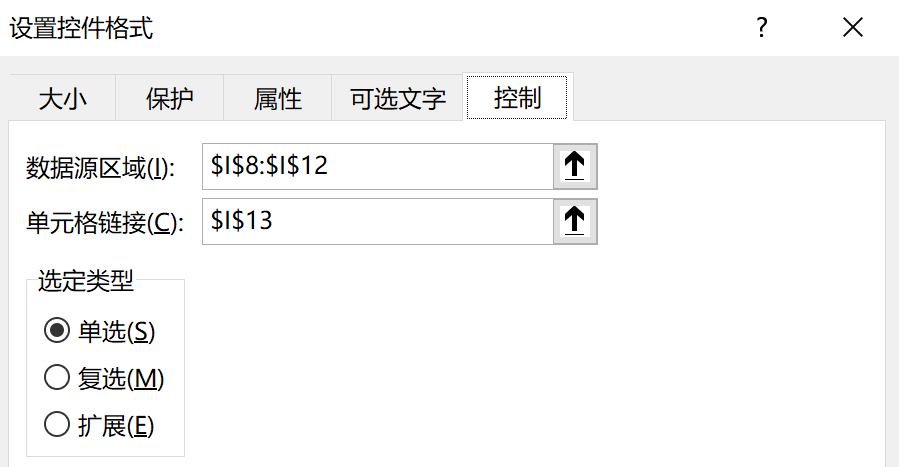 设置控件格式 ?
大小 保护 属性 可选文字 控制
数据源区域(I): $I$8:$I$12
单元格链接(C): $I$13
选定类型
单选(S)
复选(M)
扩展(E)